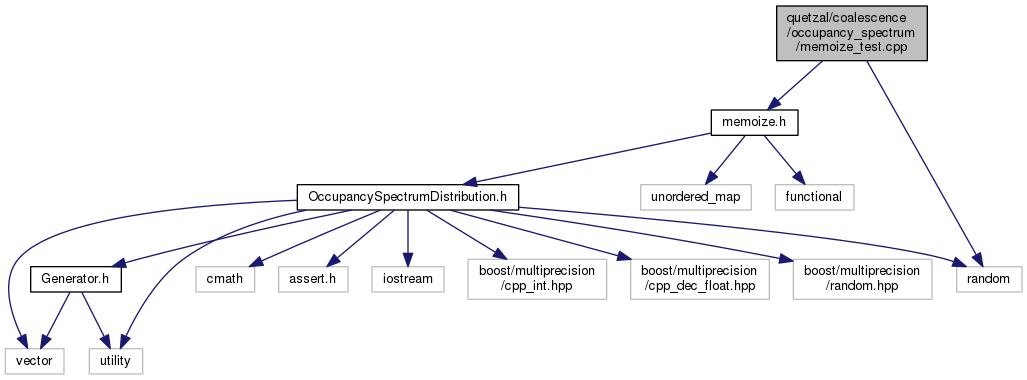 quetzal/coalescence
/occupancy_spectrum
/memoize_test.cpp
memoize.h
OccupancySpectrumDistribution.h
unordered_map
functional
Generator.h
cmath
assert.h
iostream
boost/multiprecision
/cpp_int.hpp
boost/multiprecision
/cpp_dec_float.hpp
boost/multiprecision
/random.hpp
random
vector
utility